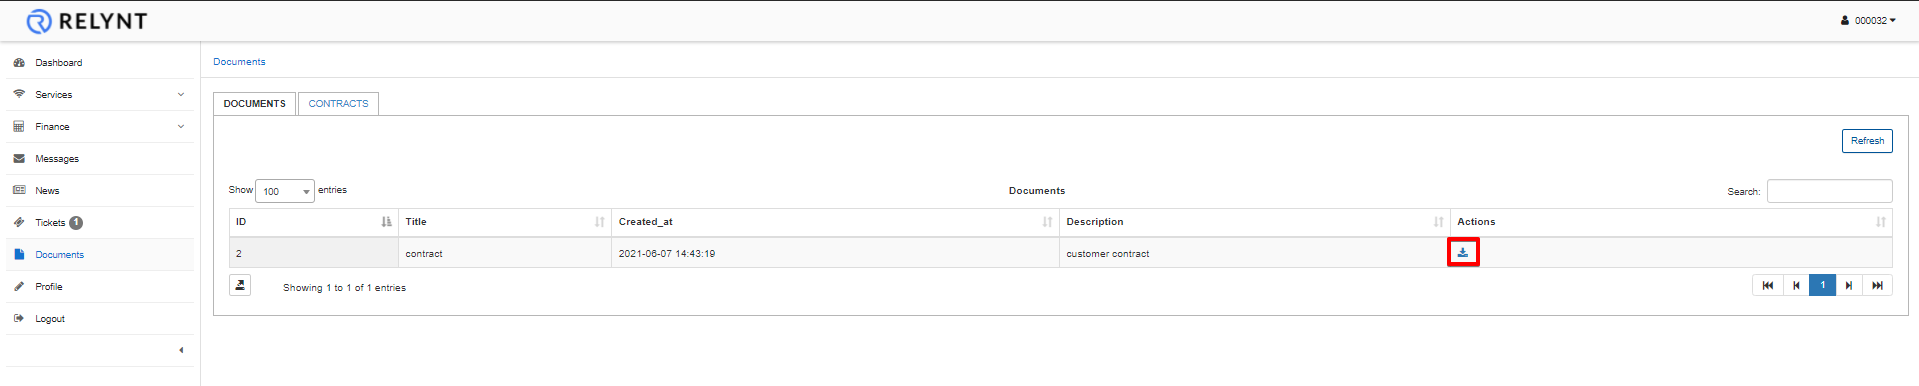 RELYNT
000032
Dashboard
Services
Finance
Messages
News
Tickets 1
Documents
Profile
Logout
Documents
DOCUMENTS CONTRACTS
Refresh
Show 100 entries Documents Search:
ID Title Created_at Description Actions
2 contract 2021-06-07 14:43:19 customer contract
Showing 1 to 1 of 1 entries 1